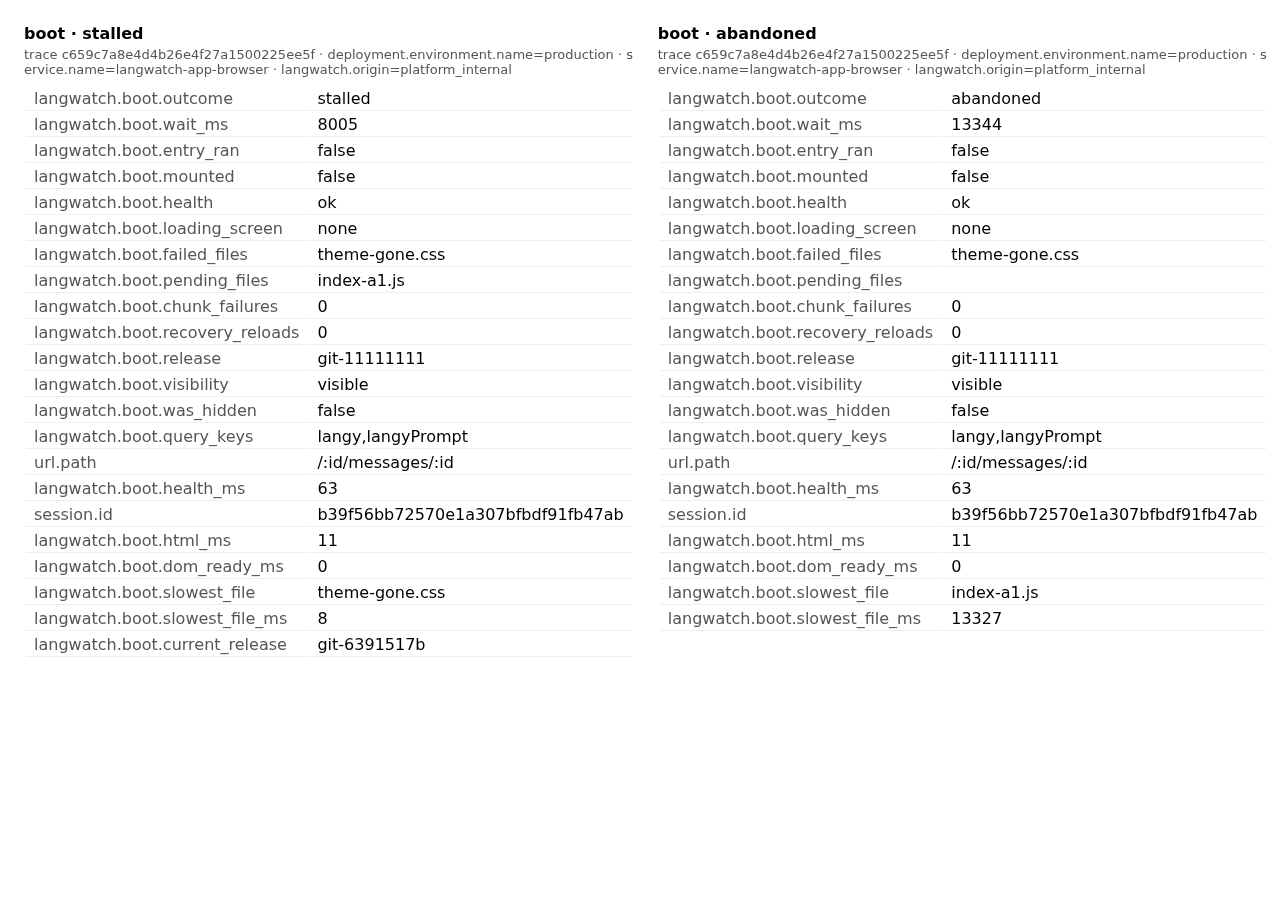 boot · stalled
trace c659c7a8e4d4b26e4f27a1500225ee5f · deployment.environment.name=production · s
ervice.name=langwatch-app-browser · langwatch.origin=platform_internal
langwatch.boot.outcome stalled
langwatch.boot.wait_ms 8005
langwatch.boot.entry_ran false
langwatch.boot.mounted false
langwatch.boot.health ok
langwatch.boot.loading_screen none
langwatch.boot.failed_files theme-gone.css
langwatch.boot.pending_files index-a1.js
langwatch.boot.chunk_failures 0
langwatch.boot.recovery_reloads 0
langwatch.boot.release git-11111111
langwatch.boot.visibility visible
langwatch.boot.was_hidden false
langwatch.boot.query_keys langy,langyPrompt
url.path /:id/messages/:id
langwatch.boot.health_ms 63
session.id b39f56bb72570e1a307bfbdf91fb47ab
langwatch.boot.html_ms 11
langwatch.boot.dom_ready_ms 0
langwatch.boot.slowest_file theme-gone.css
langwatch.boot.slowest_file_ms 8
langwatch.boot.current_release git-6391517b
boot · abandoned
trace c659c7a8e4d4b26e4f27a1500225ee5f · deployment.environment.name=production · s
ervice.name=langwatch-app-browser · langwatch.origin=platform_internal
langwatch.boot.outcome abandoned
langwatch.boot.wait_ms 13344
langwatch.boot.entry_ran false
langwatch.boot.mounted false
langwatch.boot.health ok
langwatch.boot.loading_screen none
langwatch.boot.failed_files theme-gone.css
langwatch.boot.pending_files
langwatch.boot.chunk_failures 0
langwatch.boot.recovery_reloads 0
langwatch.boot.release git-11111111
langwatch.boot.visibility visible
langwatch.boot.was_hidden false
langwatch.boot.query_keys langy,langyPrompt
url.path /:id/messages/:id
langwatch.boot.health_ms 63
session.id b39f56bb72570e1a307bfbdf91fb47ab
langwatch.boot.html_ms 11
langwatch.boot.dom_ready_ms 0
langwatch.boot.slowest_file index-a1.js
langwatch.boot.slowest_file_ms 13327